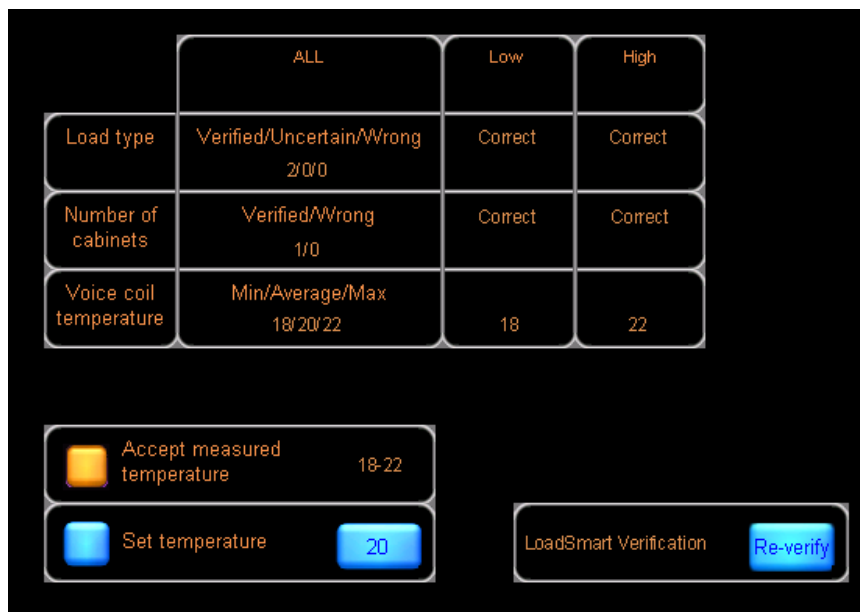 ALL Low High
Load type Verified/Uncertain/Wrong Correct Correct
2/0/0
Number of Verified/Wrong Correct Correct
cabinets 1/0
Voice coil Min/Average/Max
temperature 18/20/22 18 22
Accept measured
temperature 18-22
Set temperature 20
LoadSmart Verification Re-verify